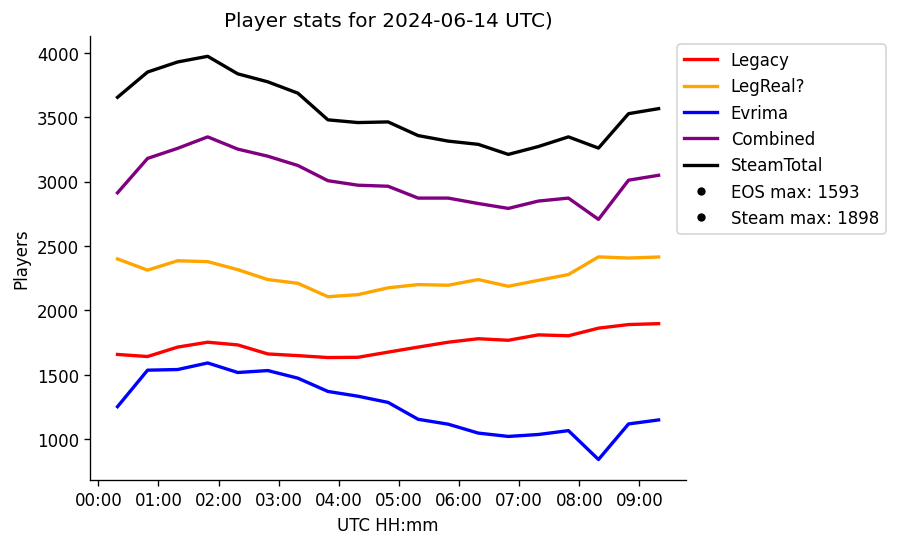 Player stats for 2024-06-14 UTC)
4000
3500
3000
2500
2000
1500
1000
Players
00:00 01:00 02:00 03:00 04:00 05:00 06:00 07:00 08:00 09:00
UTC HH:mm
Legacy
LegReal?
Evrima
Combined
SteamTotal
EOS max: 1593
Steam max: 1898